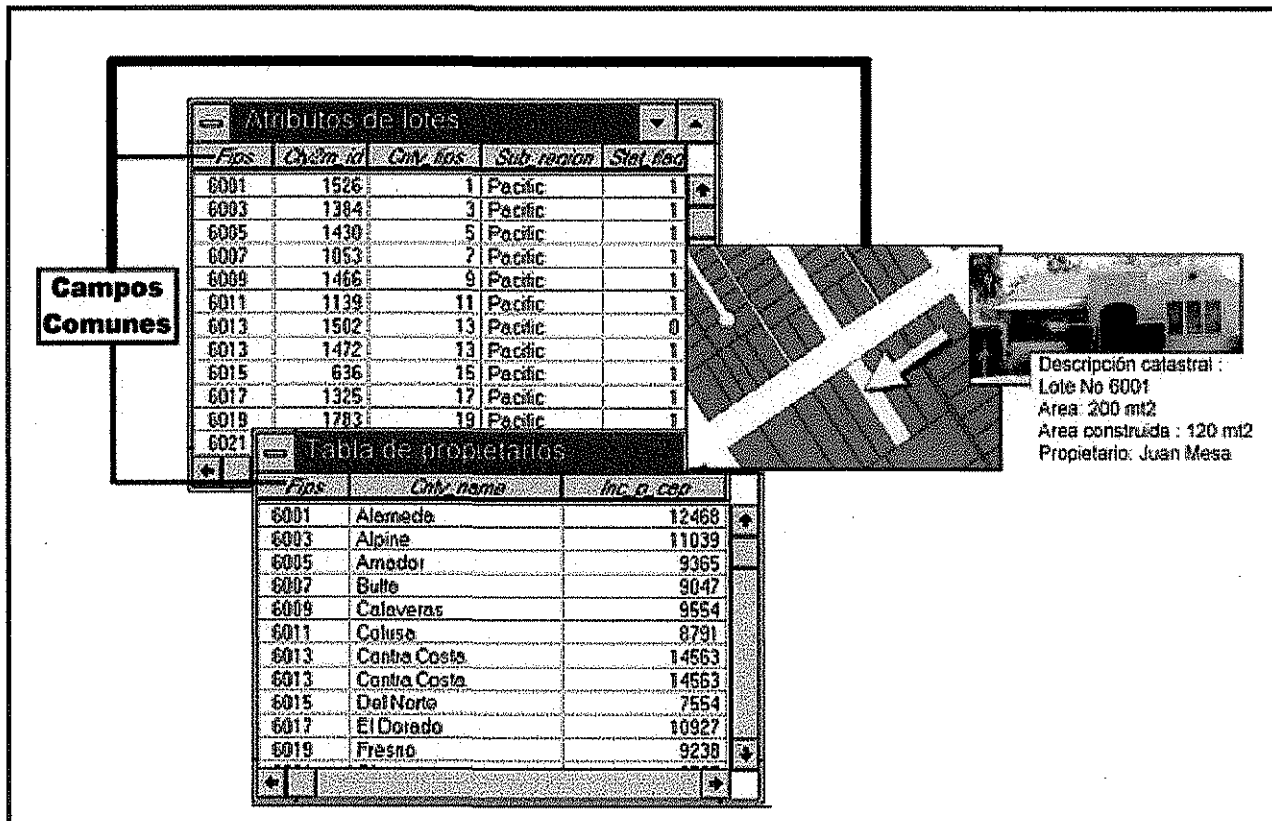 Atributos de lotes
Fips Cnty_fips Sub_region Stat_flag
6001 1526 1 Pacific 1
6003 1384 3 Pacific 1
6005 1430 5 Pacific 1
6007 1053 7 Pacific 1
6009 1466 9 Pacific 1
6011 1139 11 Pacific 1
6013 1502 13 Pacific 0
6013 1472 13 Pacific 1
6015 636 15 Pacific 1
6017 1325 17 Pacific 1
6019 1783 19 Pacific 1
6021
Campos
Comunes
Descripción catastral :
Lote No 6001
Area: 200 mt2
Area construida : 120 mt2
Propietario: Juan Mesa
Tabla de propietarios
Fips Cnty_name Inc_p_cap
6001 Alameda 12468
6003 Alpine 11039
6005 Amador 9365
6007 Butte 9047
6009 Calaveras 9554
6011 Colusa 8791
6013 Contra Costa 14563
6013 Contra Costa 14563
6015 Del Norte 7554
6017 El Dorado 10927
6019 Fresno 9238